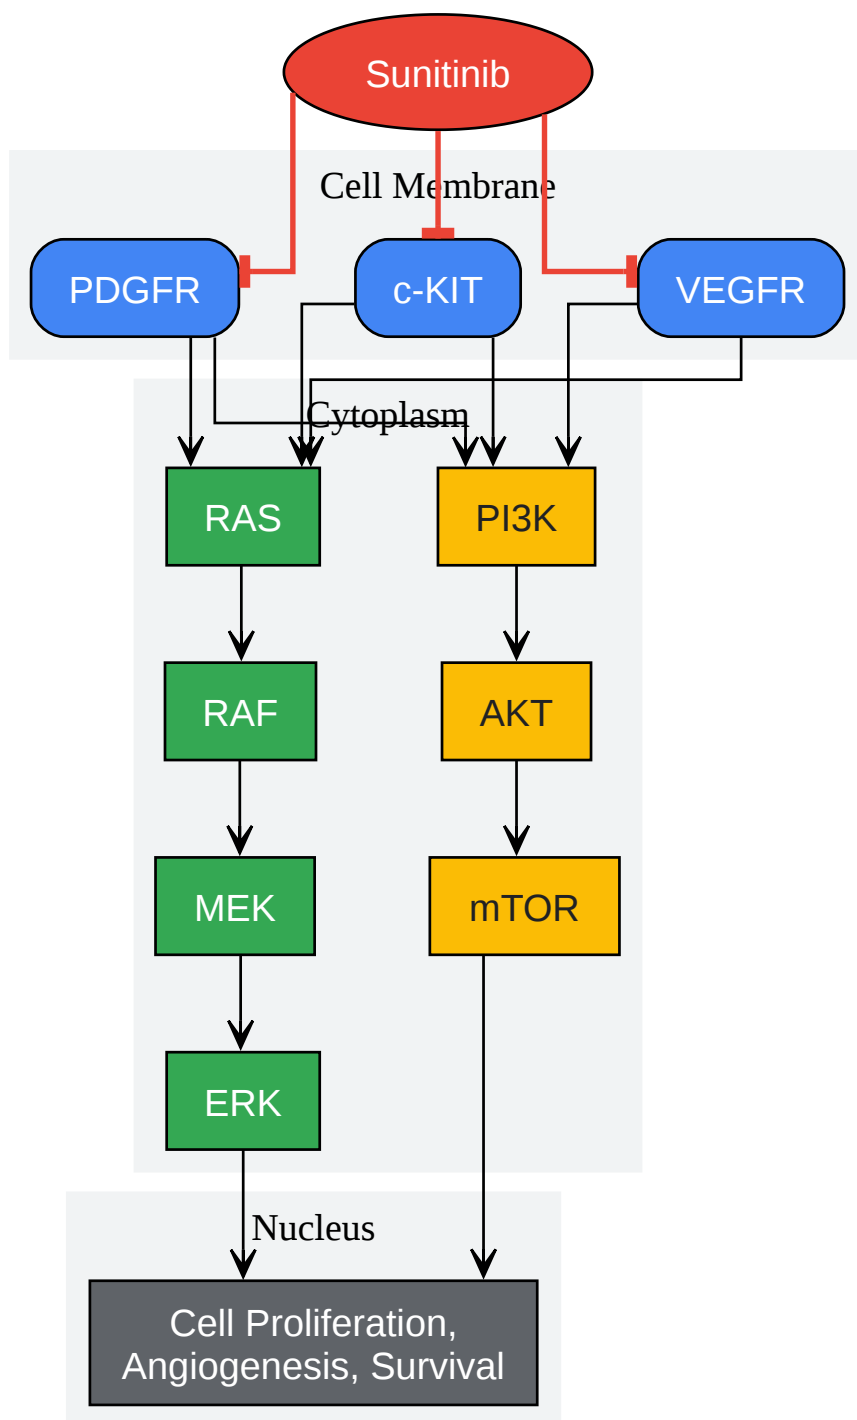 Sunitinib
Cell Membrane
PDGFR
c-KIT
VEGFR
Cytoplasm
RAS
PI3K
RAF
AKT
MEK
mTOR
ERK
Nucleus
Cell Proliferation,
Angiogenesis, Survival